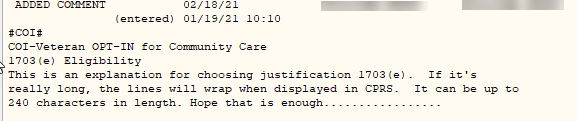 ADDED COMMENT 02/18/21
(entered) 01/19/21 10:10
#COI#
COI-Veteran OPT-IN for Community Care
1703(e) Eligibility
This is an explanation for choosing justification 1703(e).  If it's
really long, the lines will wrap when displayed in CPRS.  It can be up to
240 characters in length. Hope that is enough.................